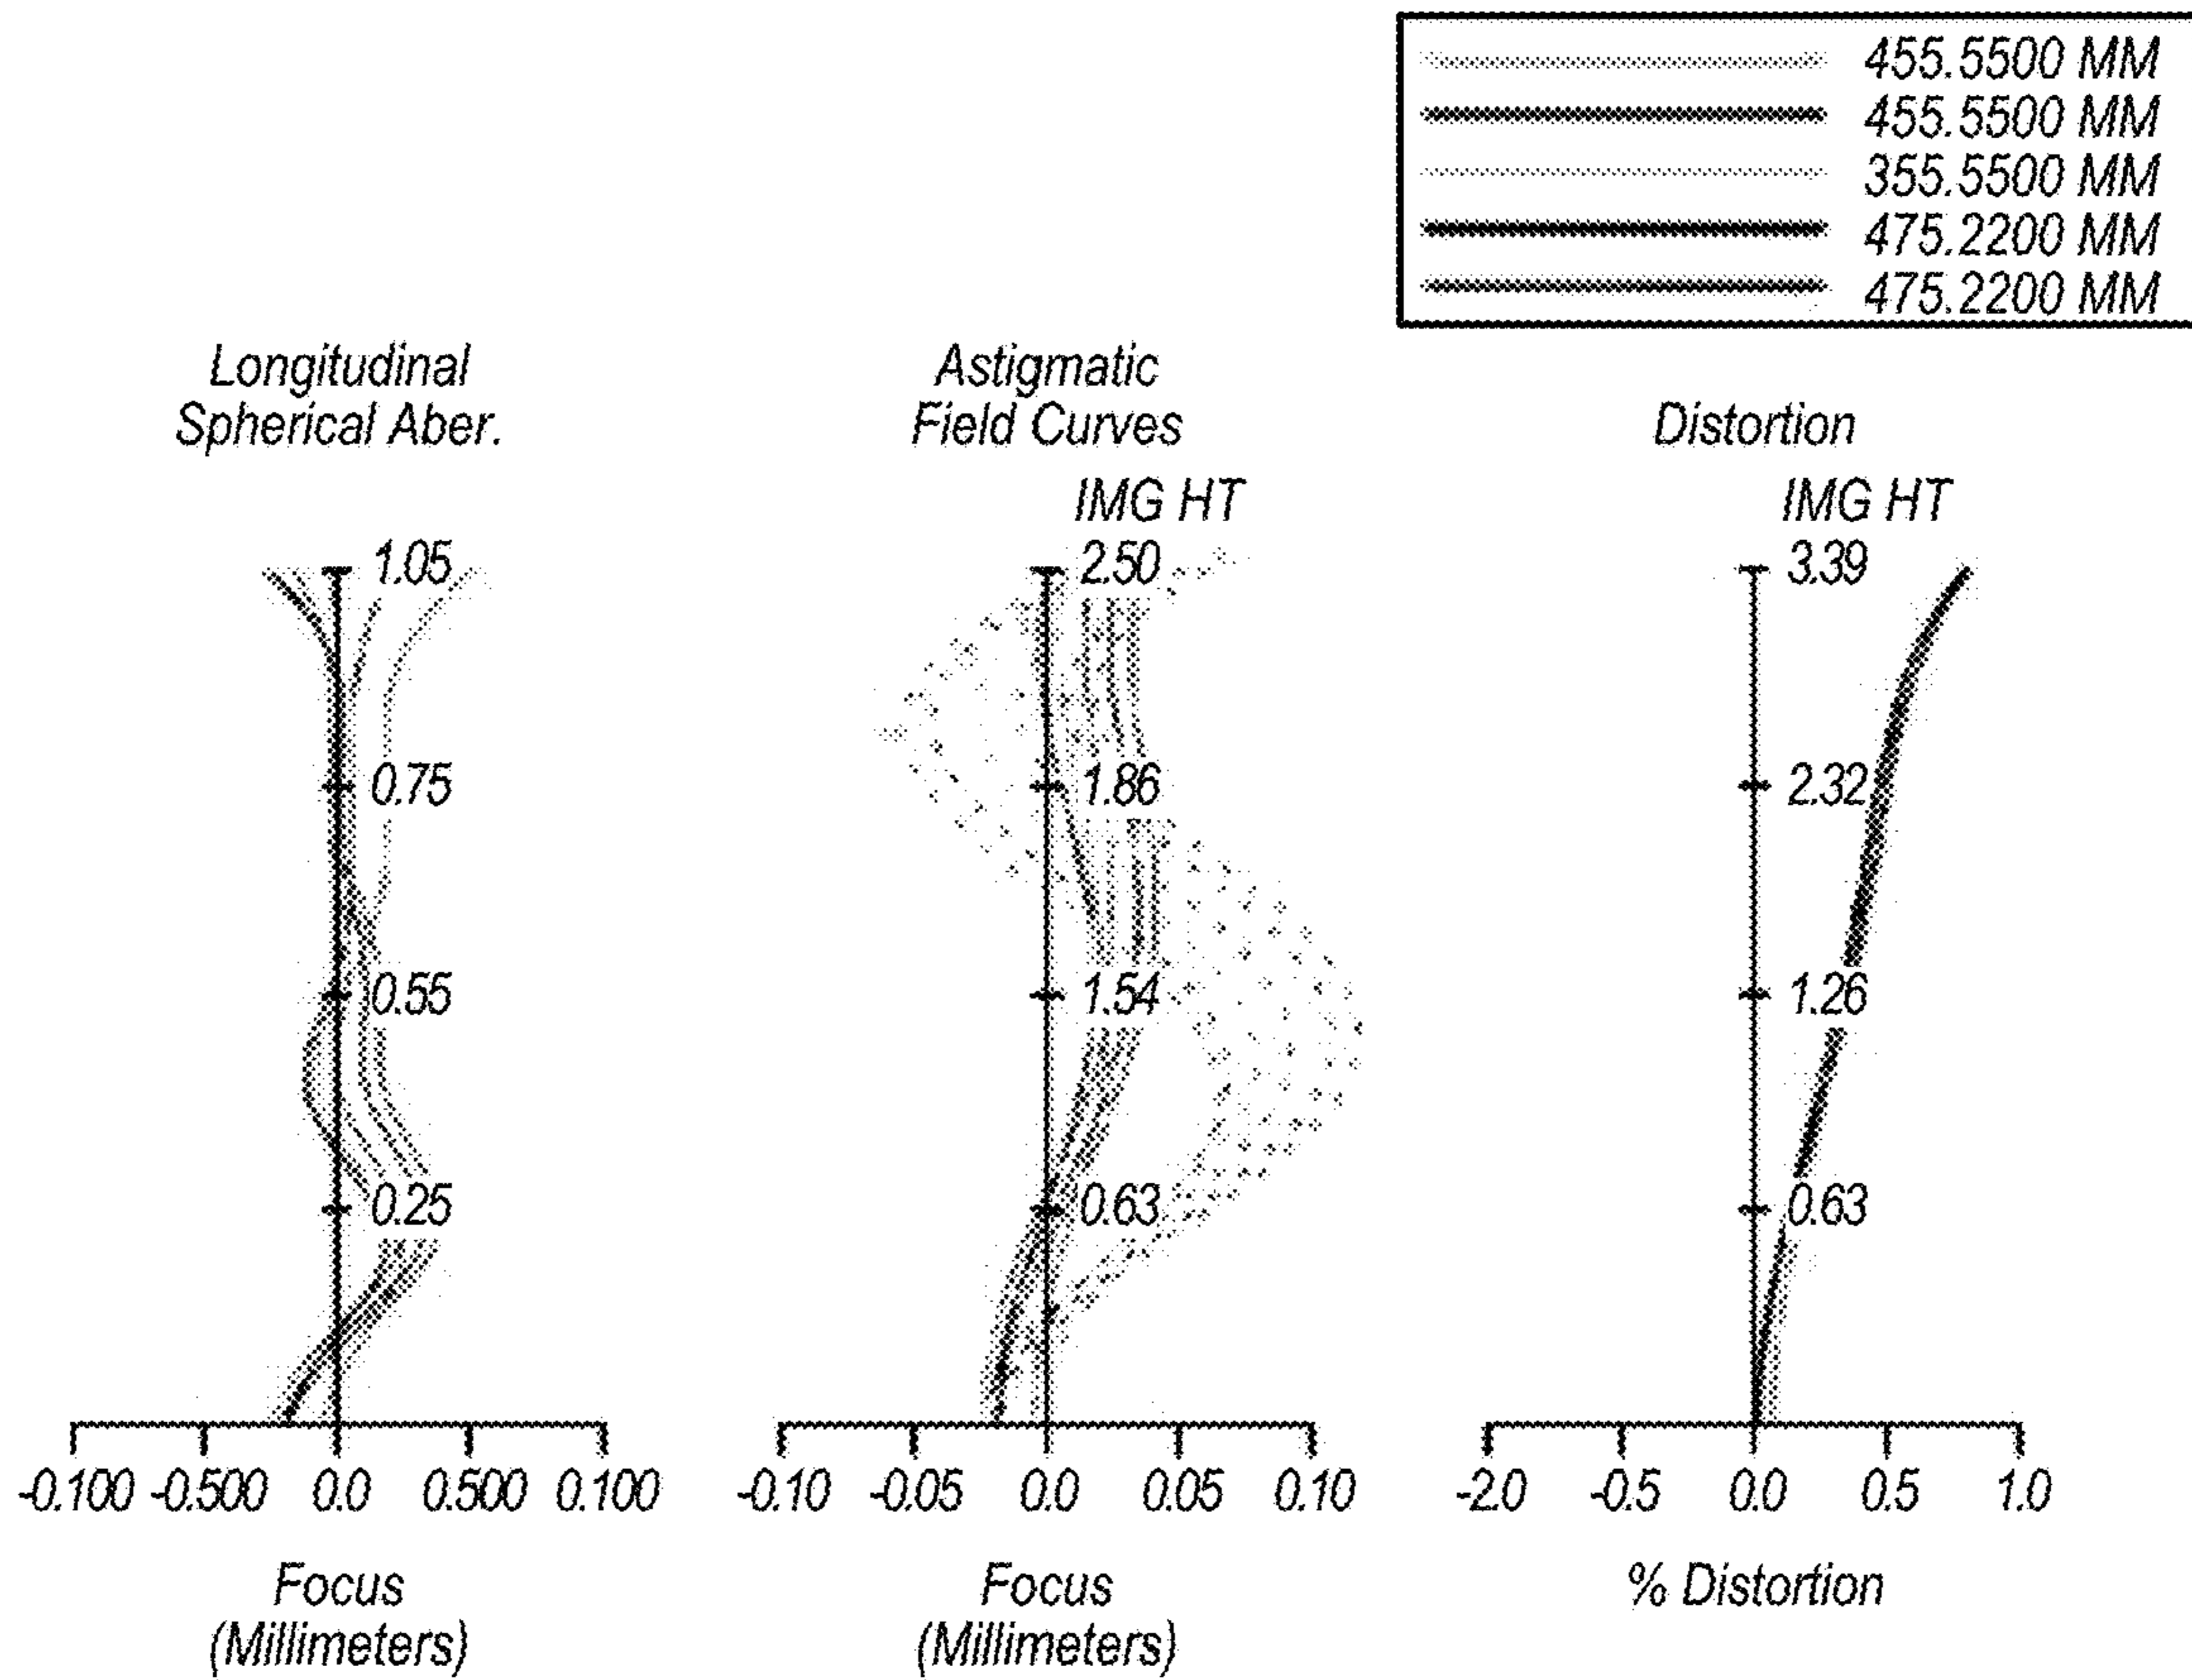 455.5500 MM
455.5500 MM
355.5500 MM
475.2200 MM
475.2200 MM
Longitudinal
Spherical Aber.
1.05
0.75
0.55
0.25
-0.100 -0.500 0.0 0.500 0.100
Focus
(Millimeters)
Astigmatic
Field Curves
IMG HT
2.50
1.86
1.54
0.63
-0.10 -0.05 0.0 0.05 0.10
Focus
(Millimeters)
Distortion
IMG HT
3.39
2.32
1.26
0.63
-2.0 -0.5 0.0 0.5 1.0
% Distortion